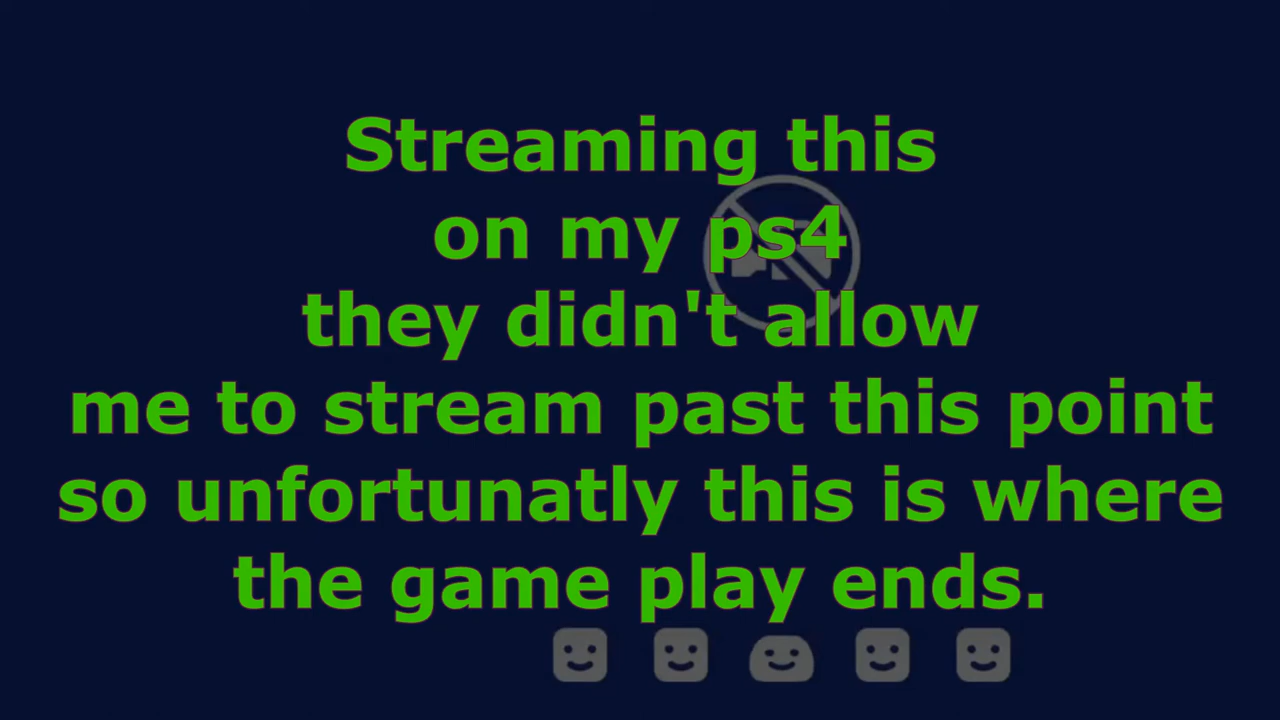 Streaming this
on my ps4
they didn't allow
me to stream past this point
so unfortunatly this is where
the game play ends.